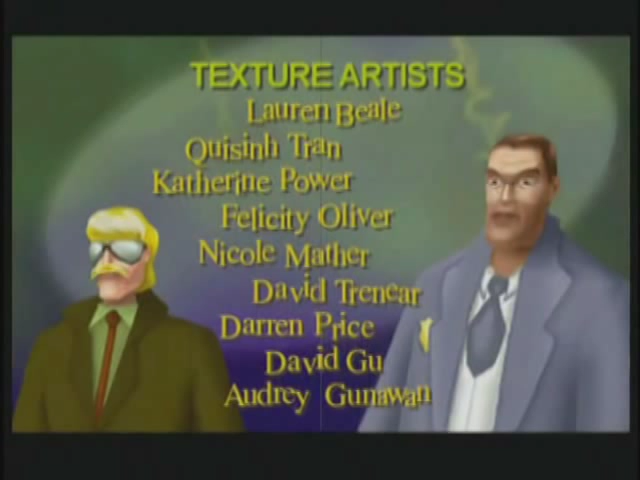 TEXTURE ARTISTS
Lauren Beale
Quisinh Tran
Katherine Power
Felicity Oliver
Nicole Mather
David Trenear
Darren Price
David Gu
Audrey Gunawan